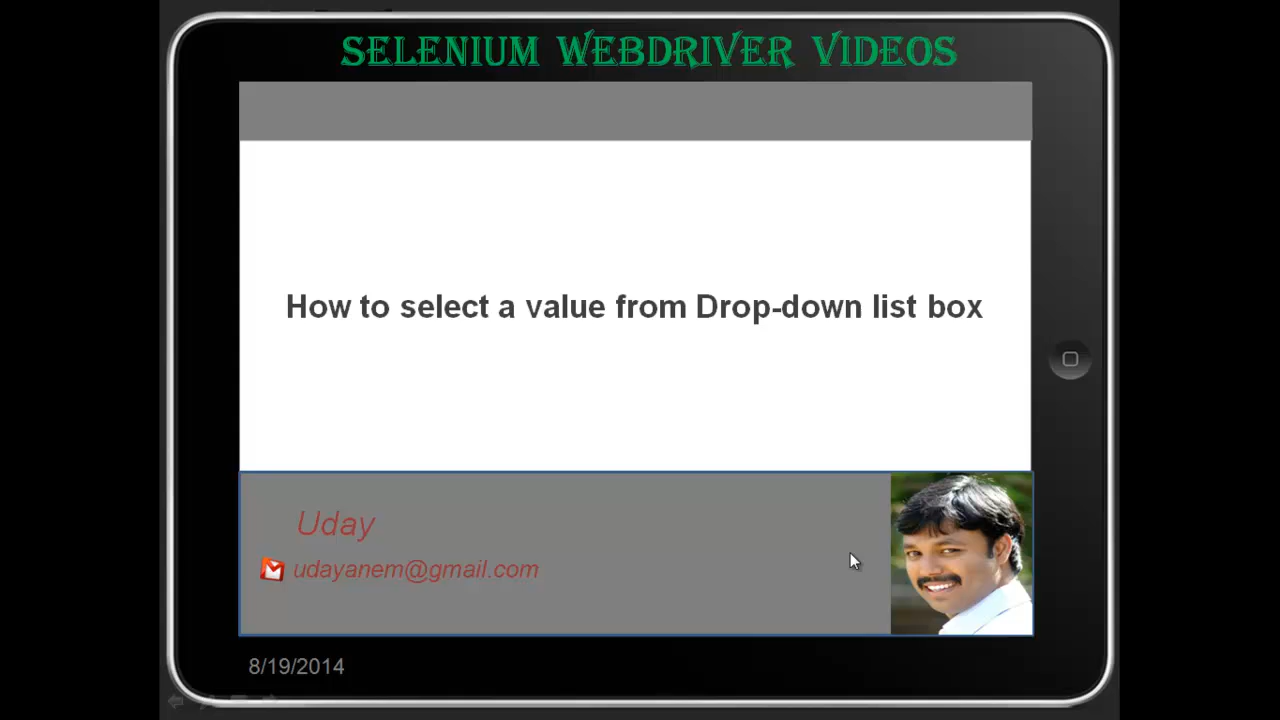 SELENIUM WEBDRIVER VIDEOS
How to select a value from Drop-down list box
Uday
udayanem@gmail.com
8/19/2014